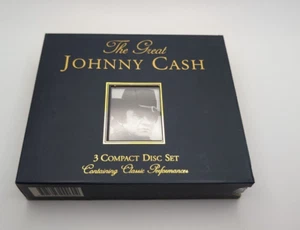 The Great
JOHNNY CASH
3 COMPACT DISC SET
Containing Classic Performances